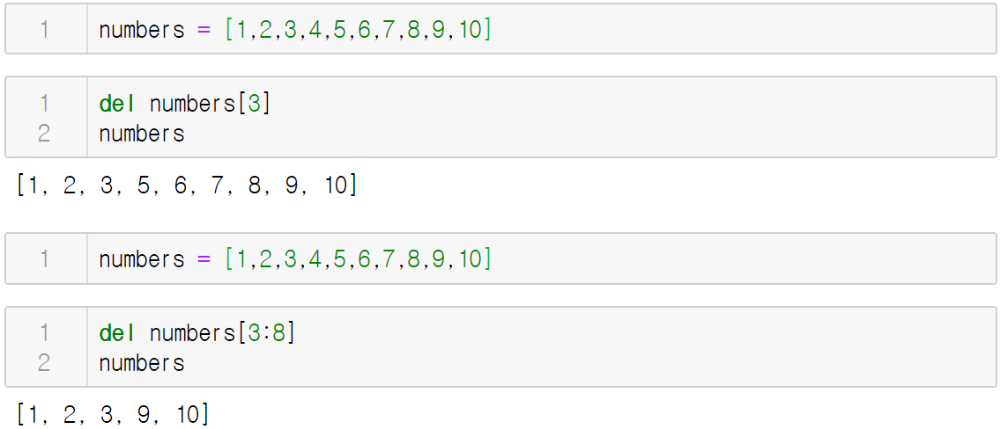 1 numbers = [1,2,3,4,5,6,7,8,9,10]
1 del numbers[3]
2 numbers
[1, 2, 3, 5, 6, 7, 8, 9, 10]
1 numbers = [1,2,3,4,5,6,7,8,9,10]
1 del numbers[3:8]
2 numbers
[1, 2, 3, 9, 10]